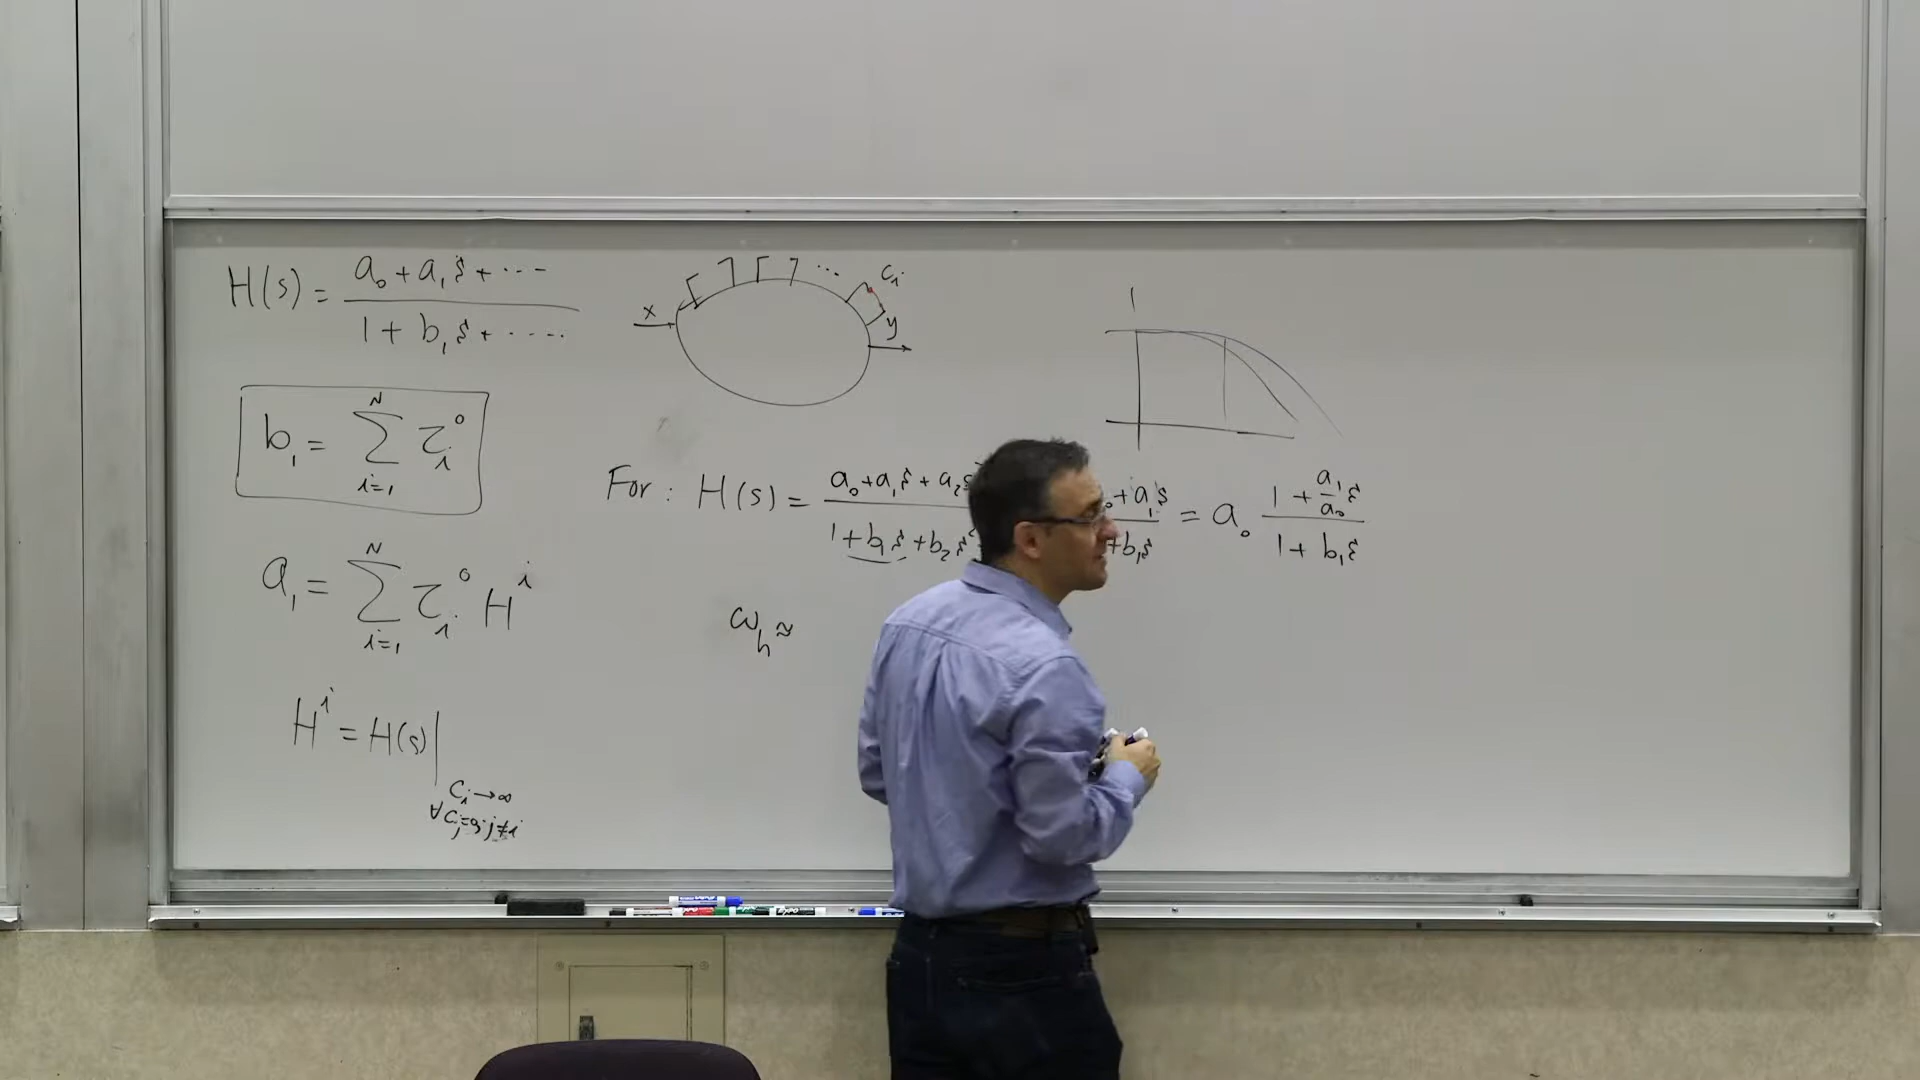 H(s) = (a₀ + a₁s + ⋯) / (1 + b₁s + ⋯⋯)
x
⋯
Cᵢ
y
b₁ = Σᵢ₌₁ᴺ τᵢ⁰
For : H(s) = (a₀ + a₁s + a₂s / (1 + b₁s + b₂s
₀ + a₁s / + b₁s = a₀ (1 + (a₁/a₀)s) / (1 + b₁s)
a₁ = Σᵢ₌₁ᴺ τᵢ⁰ Hⁱ
ωₕ ≈
Hⁱ = H(s) |
Cᵢ → ∞
∀ Cⱼ = 0 ; j ≠ i